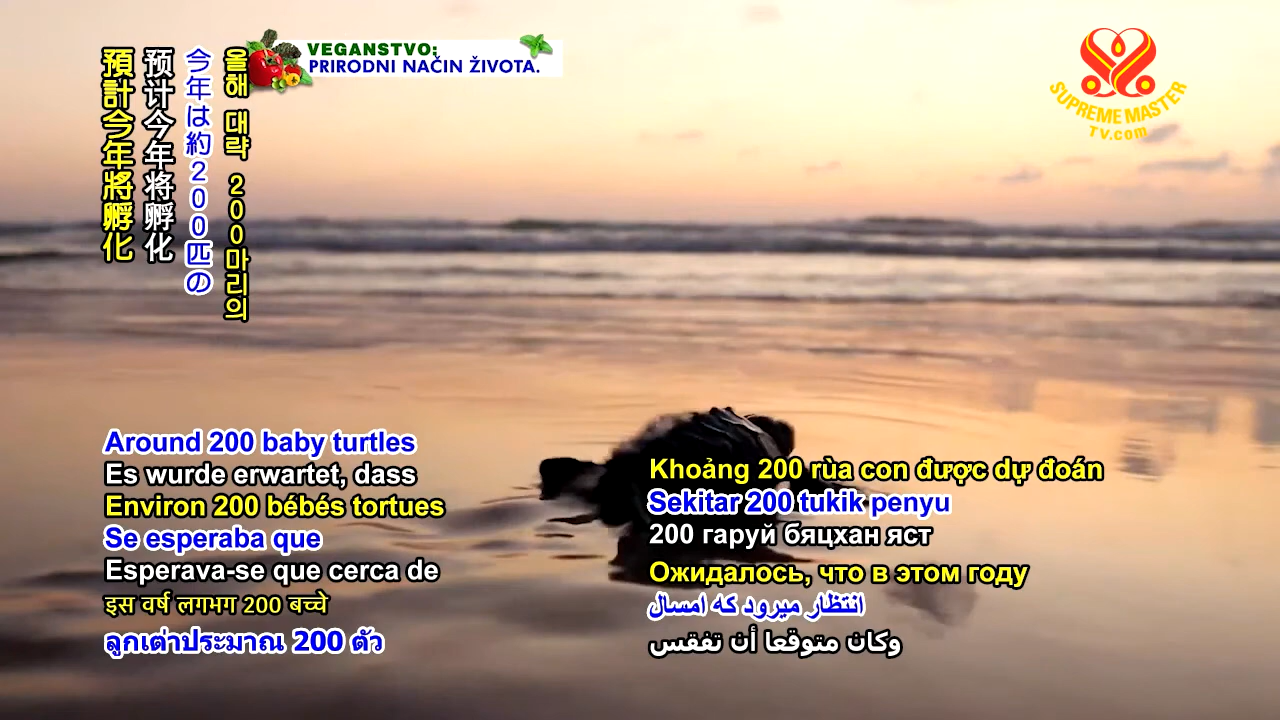 VEGANSTVO:
PRIRODNI NAČIN ŽIVOTA.
SUPREME MASTER
TV.com
올해 대략 200마리의
今年は約200匹の
预计今年将孵化
預計今年將孵化
Around 200 baby turtles
Es wurde erwartet, dass
Environ 200 bébés tortues
Se esperaba que
Esperava-se que cerca de
इस वर्ष लगभग 200 बच्चे
ลูกเต่าประมาณ 200 ตัว
Khoảng 200 rùa con được dự đoán
Sekitar 200 tukik penyu
200 гаруй бяцхан яст
Ожидалось, что в этом году
انتظار میرود که امسال
وكان متوقعا أن تفقس